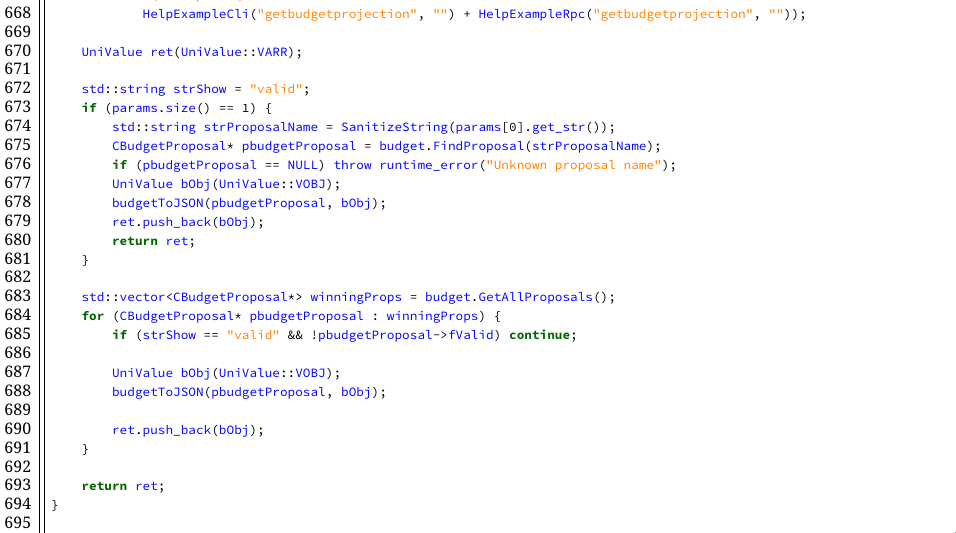 668 HelpExampleCli("getbudgetprojection", "") + HelpExampleRpc("getbudgetprojection", ""));
669
670 UniValue ret(UniValue::VARR);
671
672 std::string strShow = "valid";
673 if (params.size() == 1) {
674 std::string strProposalName = SanitizeString(params[0].get_str());
675 CBudgetProposal* pbudgetProposal = budget.FindProposal(strProposalName);
676 if (pbudgetProposal == NULL) throw runtime_error("Unknown proposal name");
677 UniValue bObj(UniValue::VOBJ);
678 budgetToJSON(pbudgetProposal, bObj);
679 ret.push_back(bObj);
680 return ret;
681 }
682
683 std::vector<CBudgetProposal*> winningProps = budget.GetAllProposals();
684 for (CBudgetProposal* pbudgetProposal : winningProps) {
685 if (strShow == "valid" && !pbudgetProposal->fValid) continue;
686
687 UniValue bObj(UniValue::VOBJ);
688 budgetToJSON(pbudgetProposal, bObj);
689
690 ret.push_back(bObj);
691 }
692
693 return ret;
694 }
695